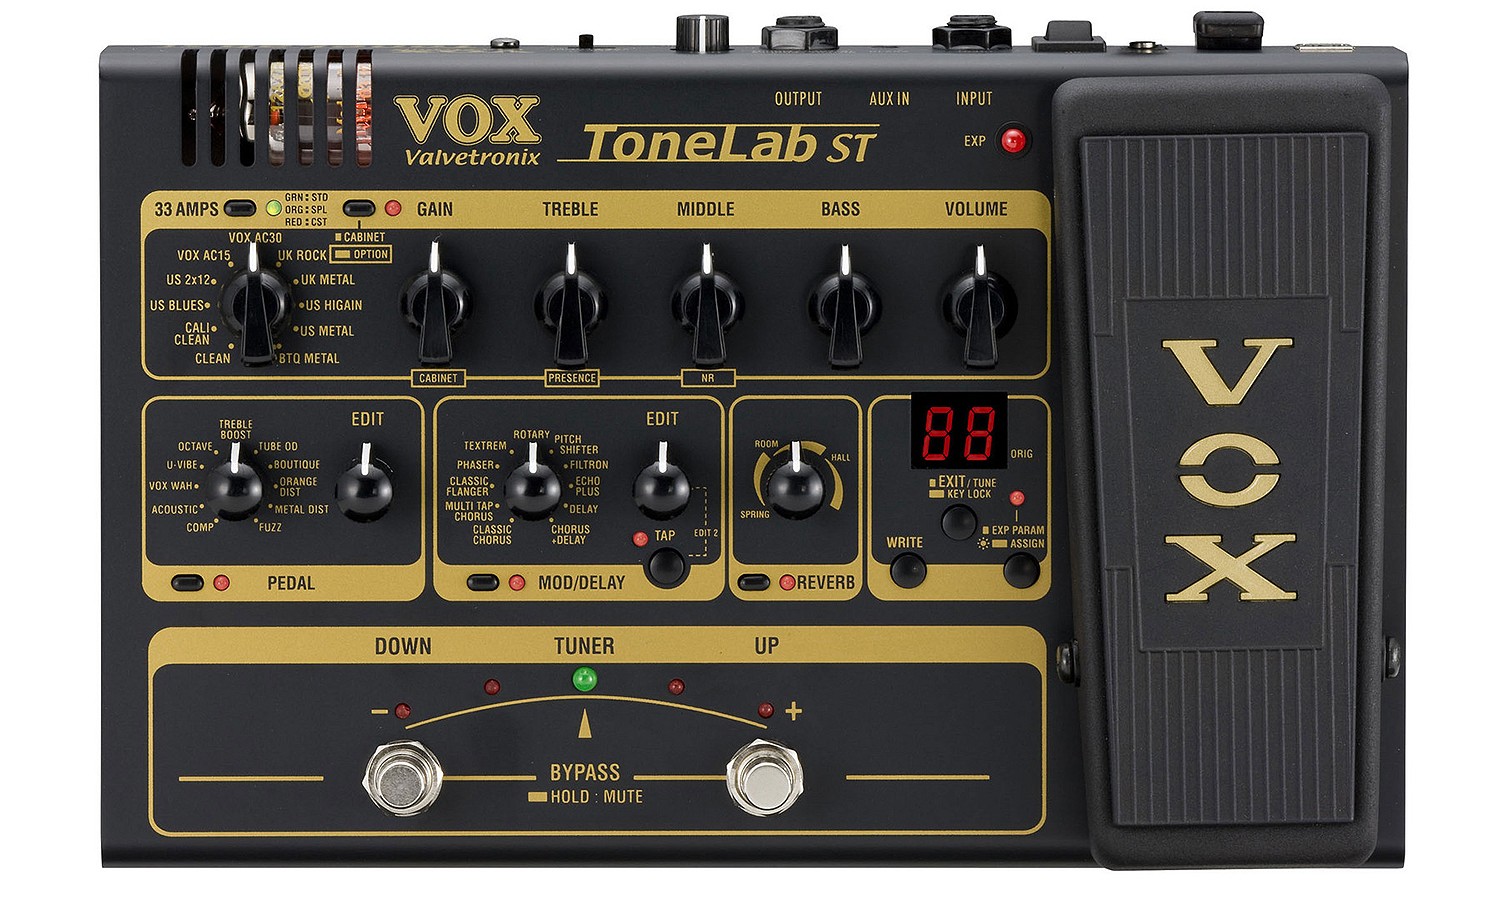 OUTPUT
AUX IN
INPUT
VOX
Valvetronix
ToneLab ST
EXP
33 AMPS
GRN : STD
ORG : SPL
RED : CST
GAIN
TREBLE
MIDDLE
BASS
VOLUME
CABINET
OPTION
VOX AC30
VOX AC15
UK ROCK
US 2x12
UK METAL
US BLUES
US HIGAIN
CALI
CLEAN
US METAL
CLEAN
BTQ METAL
CABINET
PRESENCE
NR
TREBLE
BOOST
OCTAVE
TUBE OD
U-VIBE
BOUTIQUE
VOX WAH
ORANGE
DIST
ACOUSTIC
METAL DIST
COMP
FUZZ
EDIT
PEDAL
ROTARY
TEXTREM
PITCH
SHIFTER
PHASER
FILTRON
CLASSIC
FLANGER
ECHO
PLUS
MULTI TAP
CHORUS
DELAY
CLASSIC
CHORUS
CHORUS
+DELAY
EDIT
TAP
EDIT 2
MOD/DELAY
ROOM
HALL
SPRING
REVERB
88
ORIG
EXIT / TUNE
KEY LOCK
EXP PARAM
ASSIGN
WRITE
DOWN
TUNER
UP
−
+
BYPASS
HOLD : MUTE
VOX